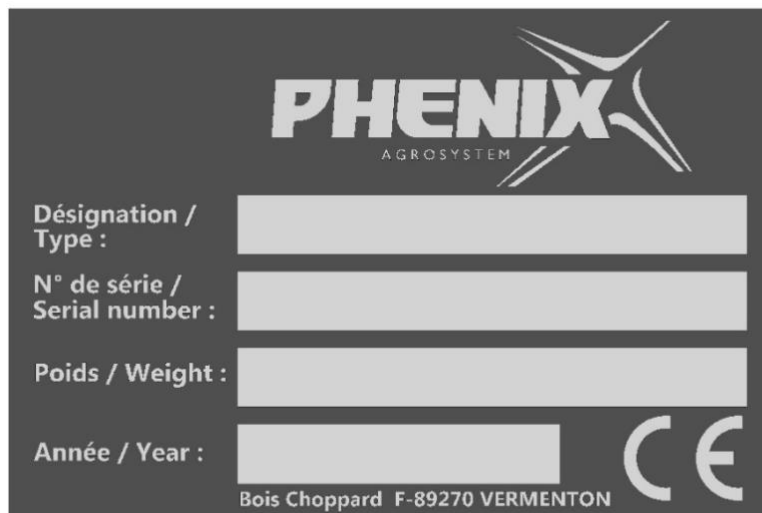 PHENIX
AGROSYSTEM
Désignation /
Type :
N° de série /
Serial number :
Poids / Weight :
Année / Year :
CE
Bois Choppard F-89270 VERMENTON